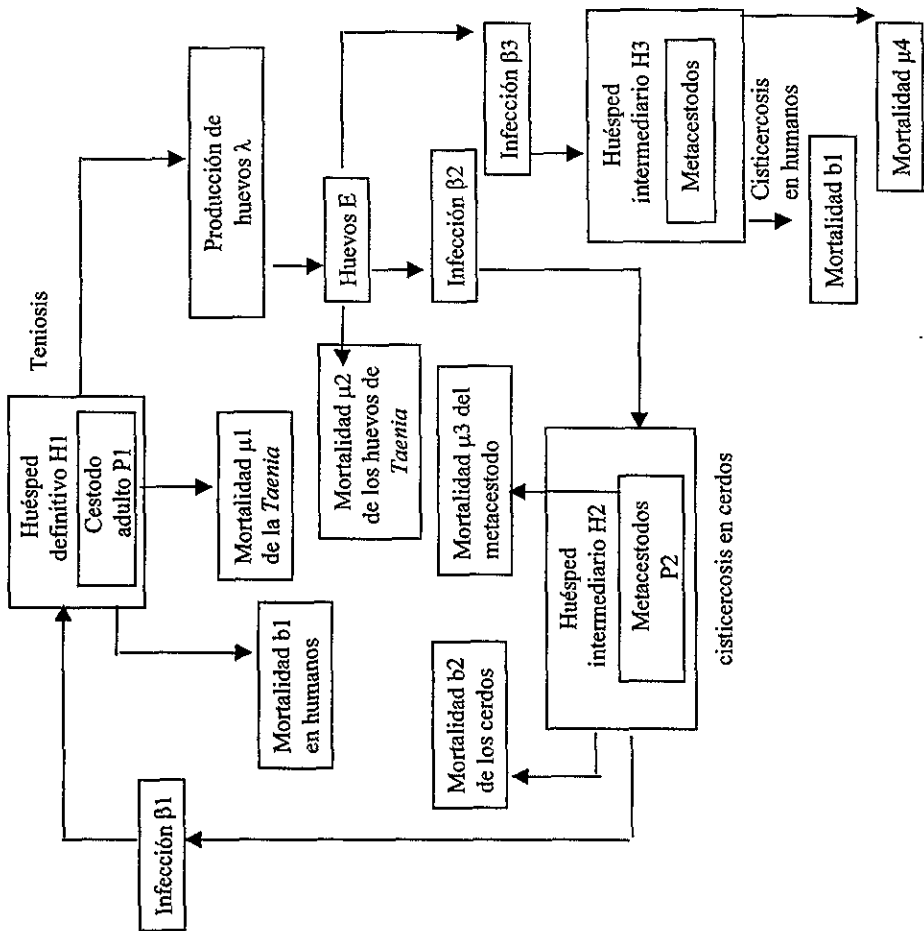 Teniosis
Huésped
definitivo H1
Cestodo
adulto P1
Producción de
huevos λ
Infección β1
Mortalidad b1
en humanos
Mortalidad μ1
de la Taenia
Huevos E
Mortalidad μ2
de los huevos de
Taenia
Infección β2
Infección β3
Mortalidad b2
de los cerdos
Mortalidad μ3 del
metacestodo
Huésped
intermediario H2
Metacestodos
P2
cisticercosis en cerdos
Huésped
intermediario H3
Metacestodos
Cisticercosis
en humanos
Mortalidad b1
Mortalidad μ4